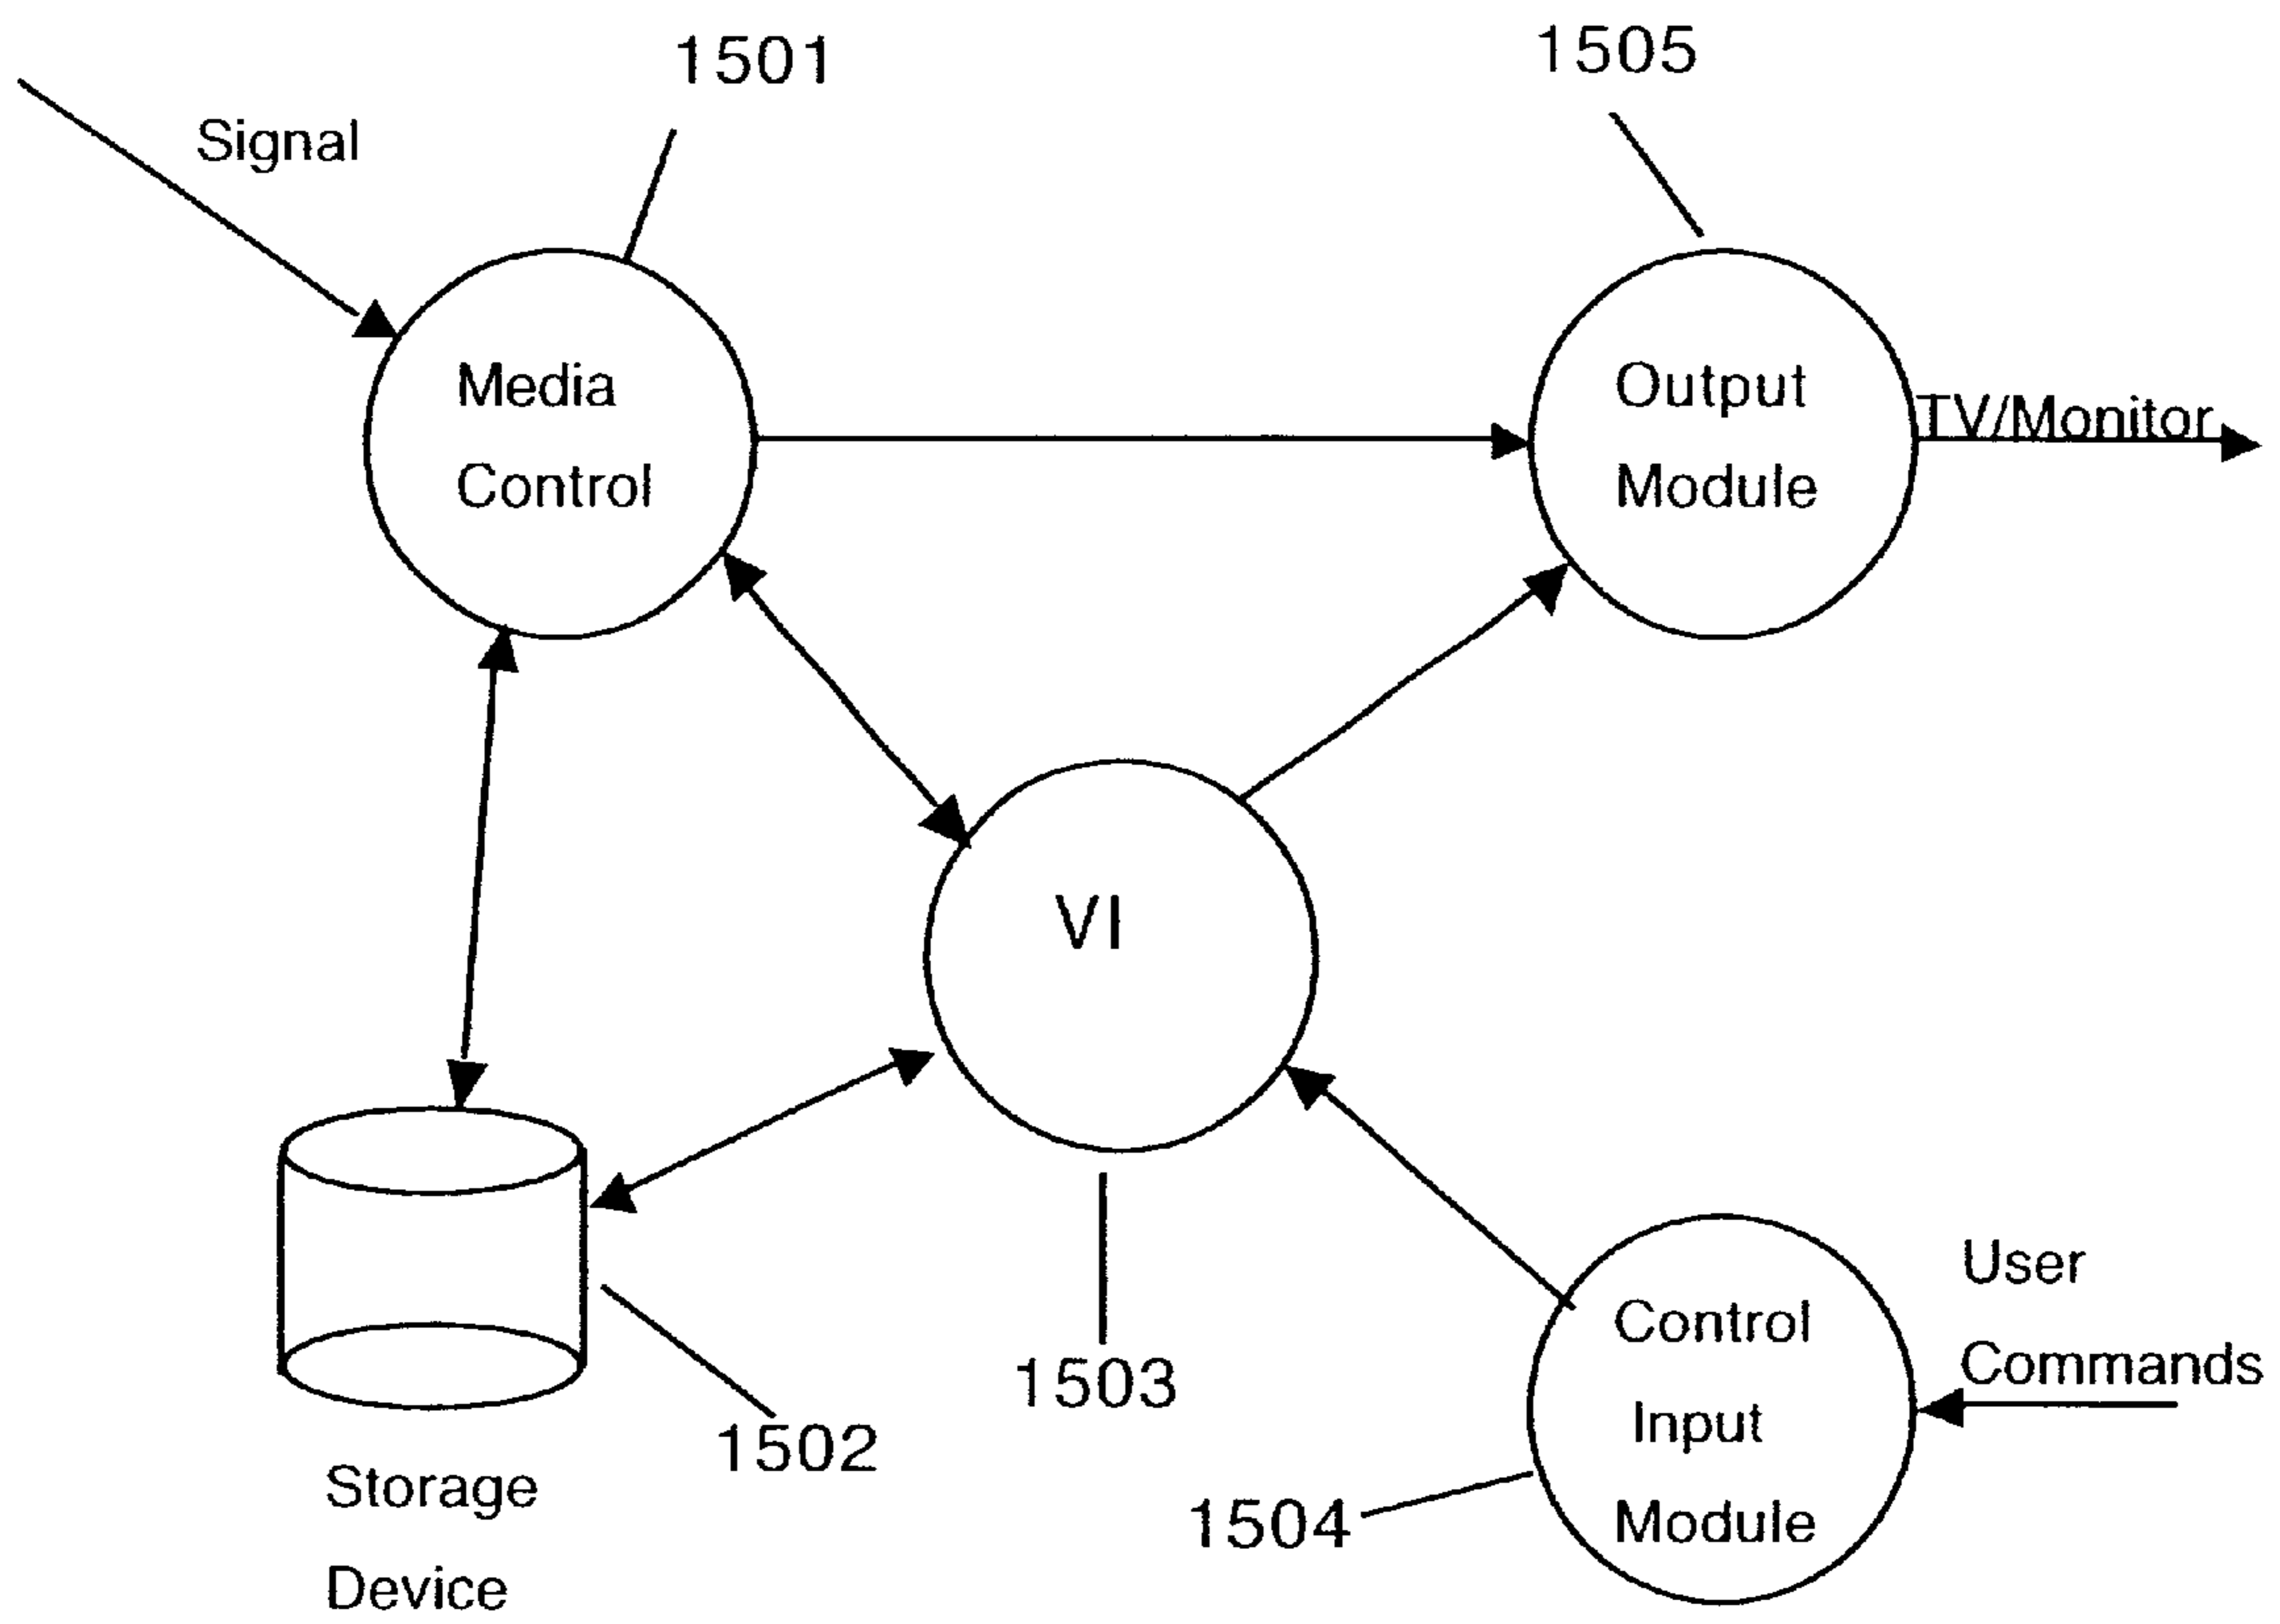 1501
1505
Signal
Media
Control
Output
Module
TV/Monitor
VI
1503
1502
Storage
Device
User
Commands
Control
Input
Module
1504